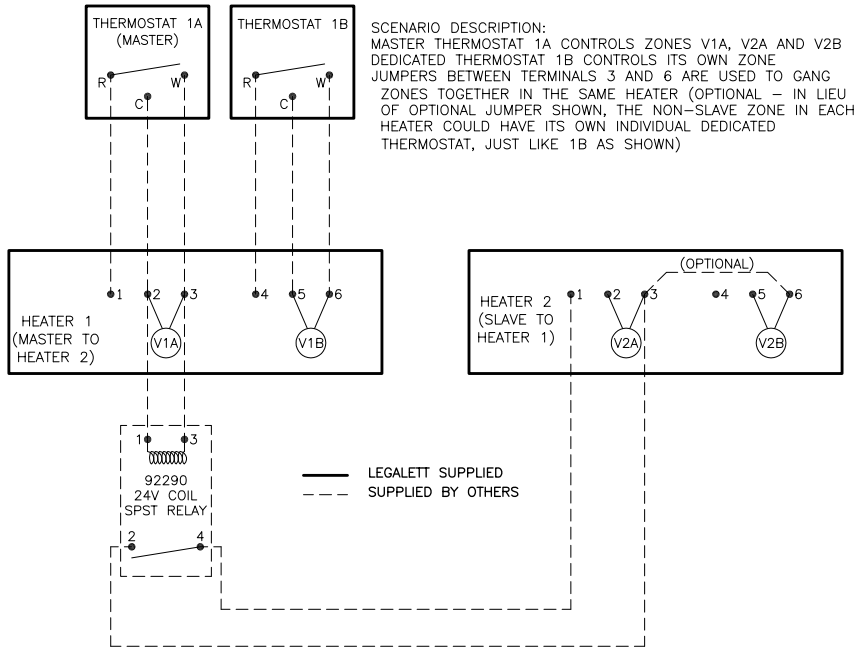 THERMOSTAT 1A
(MASTER)
R
W
C
THERMOSTAT 1B
R
W
C
SCENARIO DESCRIPTION:
MASTER THERMOSTAT 1A CONTROLS ZONES V1A, V2A AND V2B
DEDICATED THERMOSTAT 1B CONTROLS ITS OWN ZONE
JUMPERS BETWEEN TERMINALS 3 AND 6 ARE USED TO GANG
ZONES TOGETHER IN THE SAME HEATER (OPTIONAL – IN LIEU
OF OPTIONAL JUMPER SHOWN, THE NON–SLAVE ZONE IN EACH
HEATER COULD HAVE ITS OWN INDIVIDUAL DEDICATED
THERMOSTAT, JUST LIKE 1B AS SHOWN)
HEATER 1
(MASTER TO
HEATER 2)
1
2
3
4
5
6
V1A
V1B
HEATER 2
(SLAVE TO
HEATER 1)
(OPTIONAL)
1
2
3
4
5
6
V2A
V2B
1
3
92290
24V COIL
SPST RELAY
2
4
LEGALETT SUPPLIED
SUPPLIED BY OTHERS